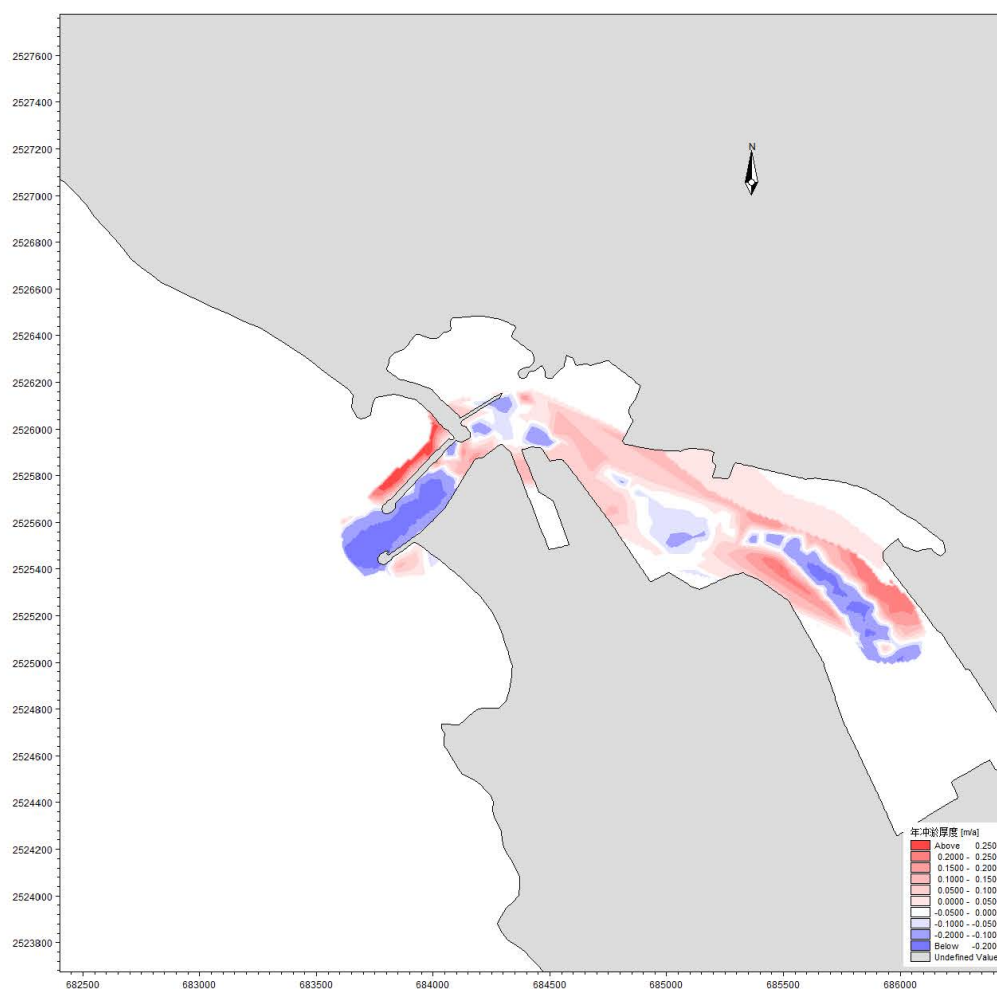 2527600
2527400
2527200
N
2527000
2526800
2526600
2526400
2526200
2526000
2525800
2525600
2525400
2525200
2525000
2524800
2524600
2524400
2524200
2524000
2523800
年冲淤厚度 [m/a]
Above 0.250
0.2000 - 0.250
0.1500 - 0.200
0.1000 - 0.150
0.0500 - 0.100
0.0000 - 0.050
-0.0500 - 0.000
-0.1000 - -0.050
-0.2000 - -0.100
Below -0.200
Undefined Value
682500 683000 683500 684000 684500 685000 685500 686000